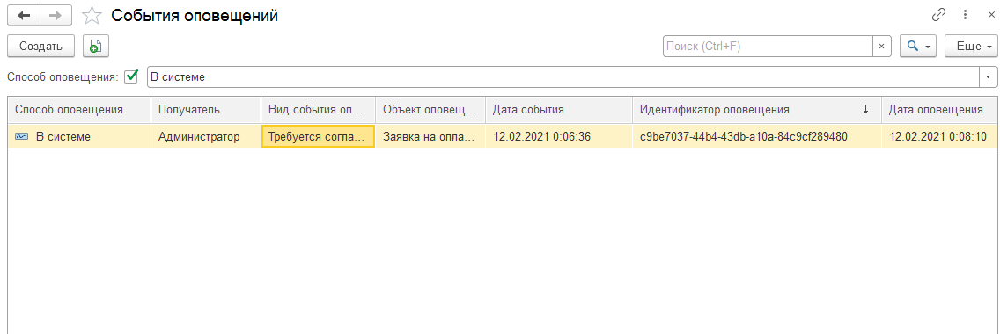 События оповещений
Создать
Поиск (Ctrl+F)
×
Еще
Способ оповещения:
В системе
Способ оповещения Получатель Вид события оп... Объект оповещ... Дата события Идентификатор оповещения ↓ Дата оповещения
В системе Администратор Требуется согла... Заявка на опла... 12.02.2021 0:06:36 c9be7037-44b4-43db-a10a-84c9cf289480 12.02.2021 0:08:10